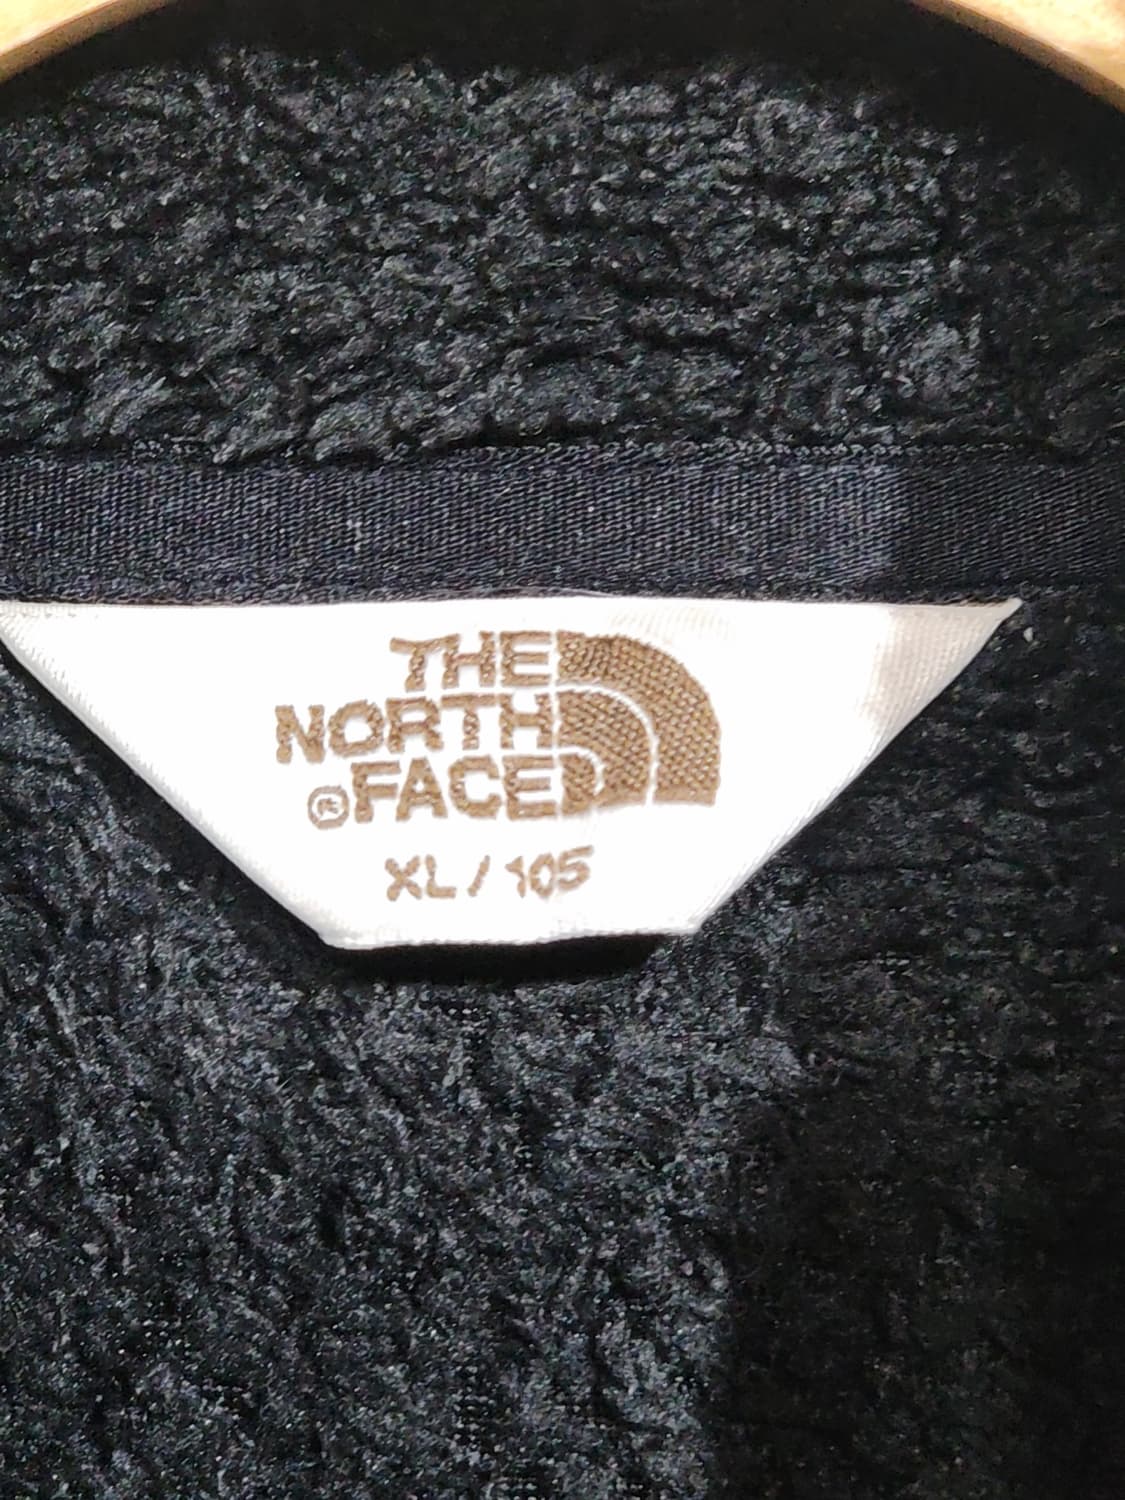 THE
NORTH
®FACE
XL / 105